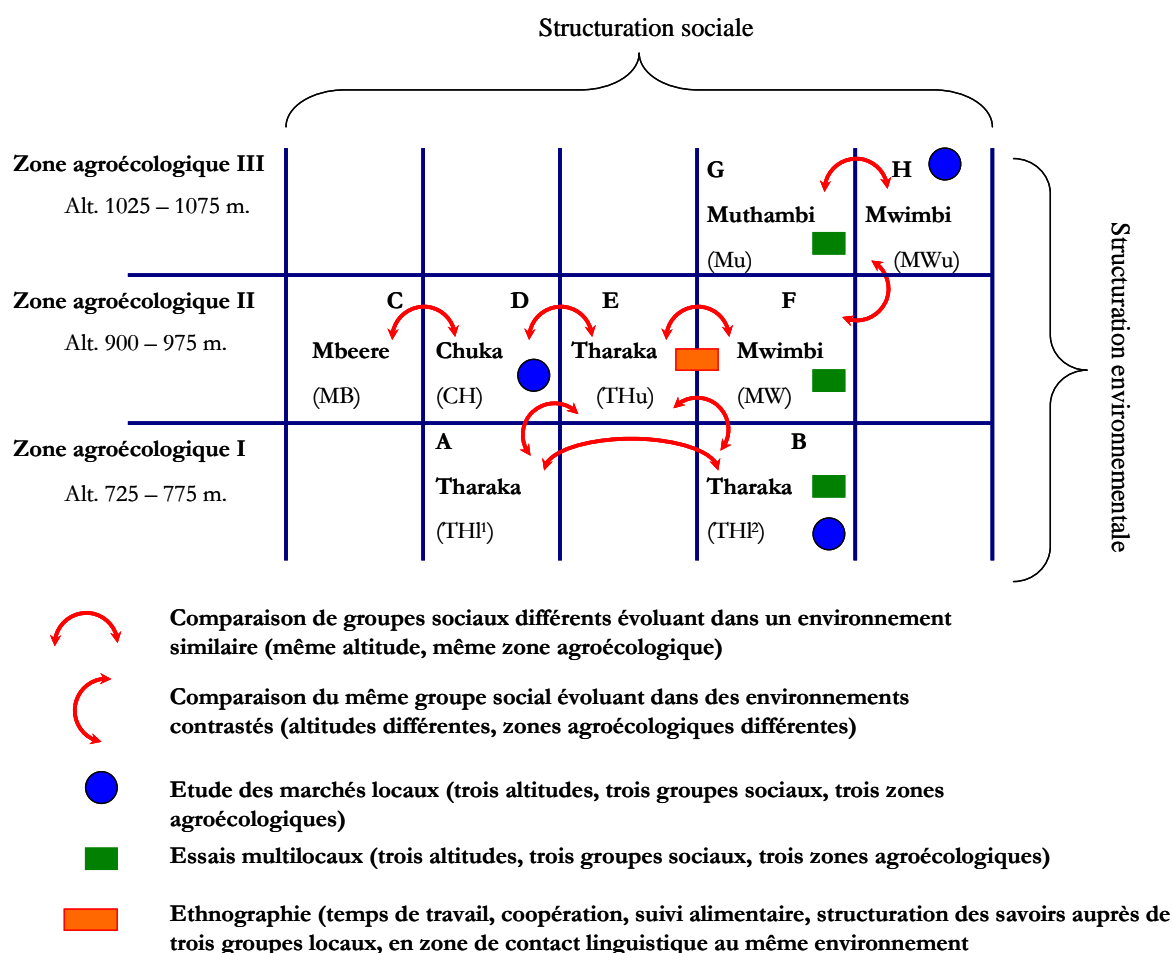 Structuration sociale
Zone agroécologique III
Alt. 1025 – 1075 m.
G
H
Muthambi
Mwimbi
(Mu)
(MWu)
Zone agroécologique II
Alt. 900 – 975 m.
C
D
E
F
Mbeere
Chuka
Tharaka
Mwimbi
(MB)
(CH)
(THu)
(MW)
Zone agroécologique I
Alt. 725 – 775 m.
A
B
Tharaka
Tharaka
(THl¹)
(THl²)
Structuration environnementale
Comparaison de groupes sociaux différents évoluant dans un environnement
similaire (même altitude, même zone agroécologique)
Comparaison du même groupe social évoluant dans des environnements
contrastés (altitudes différentes, zones agroécologiques différentes)
Etude des marchés locaux (trois altitudes, trois groupes sociaux, trois zones
agroécologiques)
Essais multilocaux (trois altitudes, trois groupes sociaux, trois zones agroécologiques)
Ethnographie (temps de travail, coopération, suivi alimentaire, structuration des savoirs auprès de
trois groupes locaux, en zone de contact linguistique au même environnement